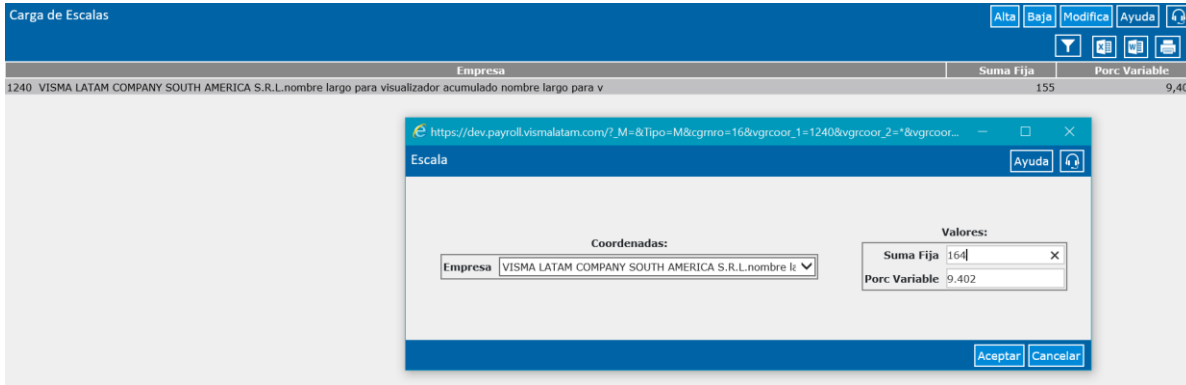 Carga de Escalas Alta Baja Modifica Ayuda
Empresa Suma Fija Porc Variable
1240 VISMA LATAM COMPANY SOUTH AMERICA S.R.L.nombre largo para visualizador acumulado nombre largo para v 155 9,40
https://dev.payroll.vismalatam.com/?_M=&Tipo=M&cgrnro=16&vgrcoor_1=1240&vgrcoor_2=*&vgrcoor...
Escala Ayuda
Valores:
Coordenadas:
Suma Fija 164
Empresa VISMA LATAM COMPANY SOUTH AMERICA S.R.L.nombre la
Porc Variable 9.402
Aceptar Cancelar